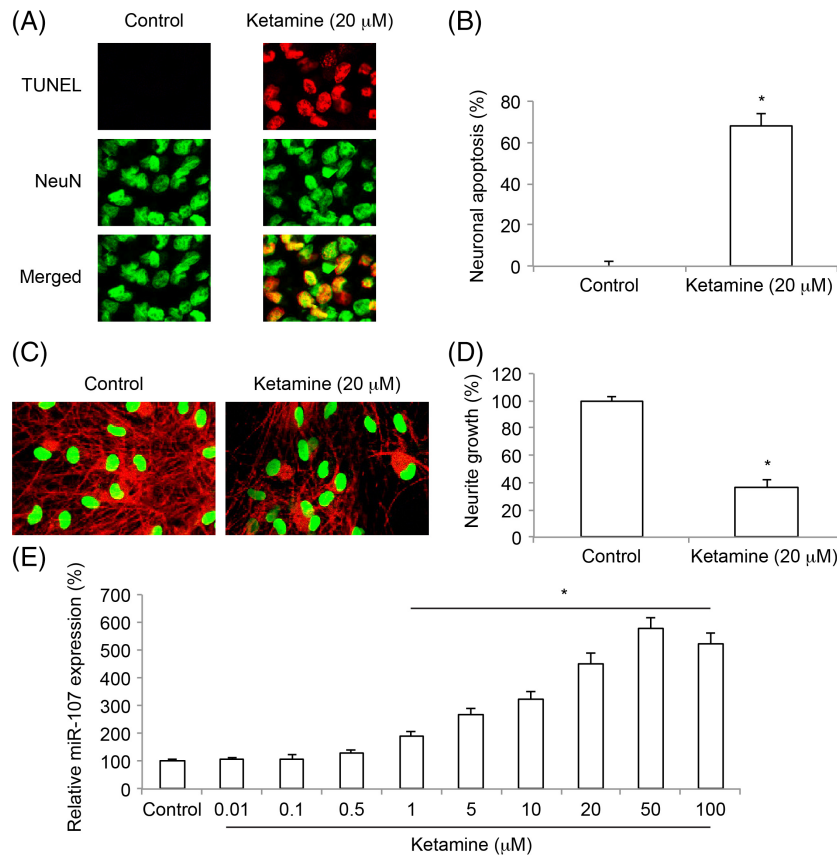 (A)
Control
Ketamine (20 μM)
TUNEL
NeuN
Merged
(B)
Neuronal apoptosis (%)
80
60
40
20
0
*
Control
Ketamine (20 μM)
(C)
Control
Ketamine (20 μM)
(D)
Neurite growth (%)
120
100
80
60
40
20
0
*
Control
Ketamine (20 μM)
(E)
Relative miR-107 expression (%)
700
600
500
400
300
200
100
0
*
Control 0.01 0.1 0.5 1 5 10 20 50 100
Ketamine (μM)